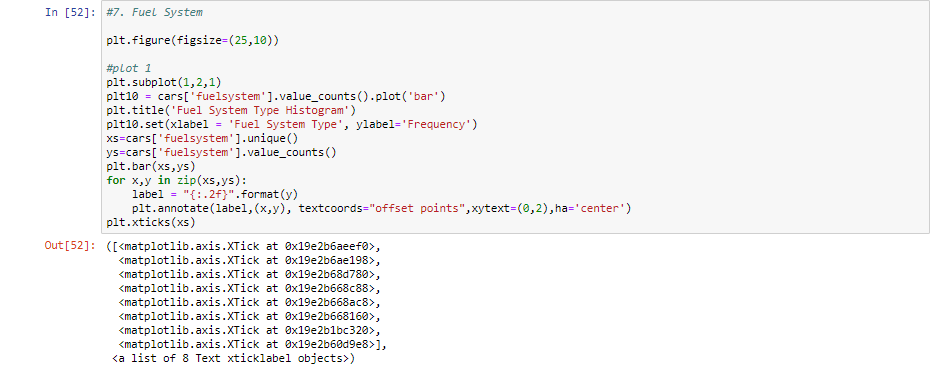 In [52]: #7. Fuel System
plt.figure(figsize=(25,10))
#plot 1
plt.subplot(1,2,1)
plt10 = cars['fuelsystem'].value_counts().plot('bar')
plt.title('Fuel System Type Histogram')
plt10.set(xlabel = 'Fuel System Type', ylabel='Frequency')
xs=cars['fuelsystem'].unique()
ys=cars['fuelsystem'].value_counts()
plt.bar(xs,ys)
for x,y in zip(xs,ys):
    label = "{:.2f}".format(y)
    plt.annotate(label,(x,y), textcoords="offset points",xytext=(0,2),ha='center')
plt.xticks(xs)
Out[52]: ([<matplotlib.axis.XTick at 0x19e2b6aeef0>,
  <matplotlib.axis.XTick at 0x19e2b6ae198>,
  <matplotlib.axis.XTick at 0x19e2b68d780>,
  <matplotlib.axis.XTick at 0x19e2b668c88>,
  <matplotlib.axis.XTick at 0x19e2b668ac8>,
  <matplotlib.axis.XTick at 0x19e2b668160>,
  <matplotlib.axis.XTick at 0x19e2b1bc320>,
  <matplotlib.axis.XTick at 0x19e2b60d9e8>],
 <a list of 8 Text xticklabel objects>)